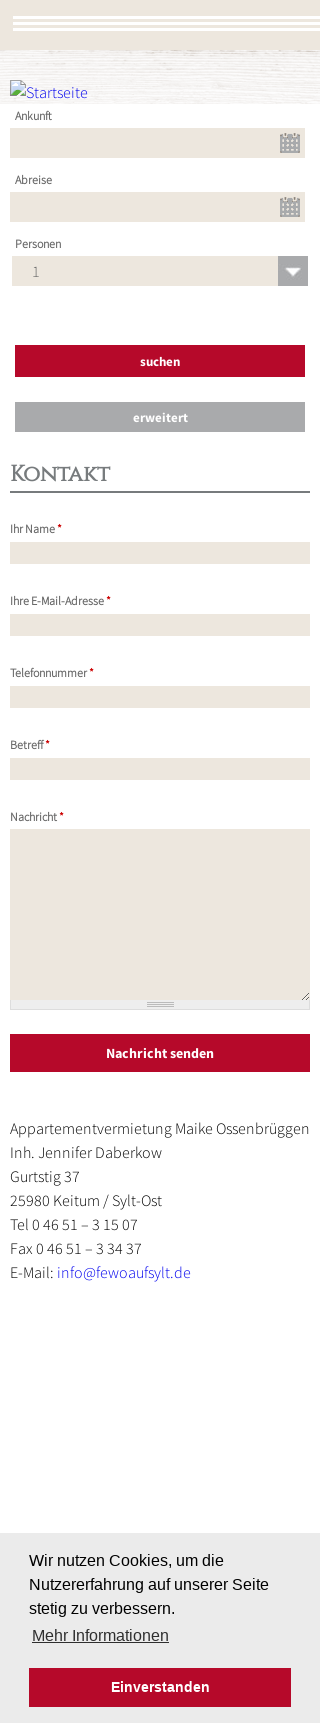 Startseite
Ankunft
Abreise
Personen
1
suchen
erweitert
Kontakt
Ihr Name *
Ihre E-Mail-Adresse *
Telefonnummer *
Betreff *
Nachricht *
Nachricht senden
Appartementvermietung Maike Ossenbrüggen
Inh. Jennifer Daberkow
Gurtstig 37
25980 Keitum / Sylt-Ost
Tel 0 46 51 – 3 15 07
Fax 0 46 51 – 3 34 37
E-Mail: info@fewoaufsylt.de
Wir nutzen Cookies, um die
Nutzererfahrung auf unserer Seite
stetig zu verbessern.
Mehr Informationen
Einverstanden